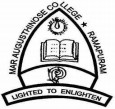 MAR AUGUSTHINOSE COLLEGE RAMAPURAM
LIGHTED TO ENLIGHTEN